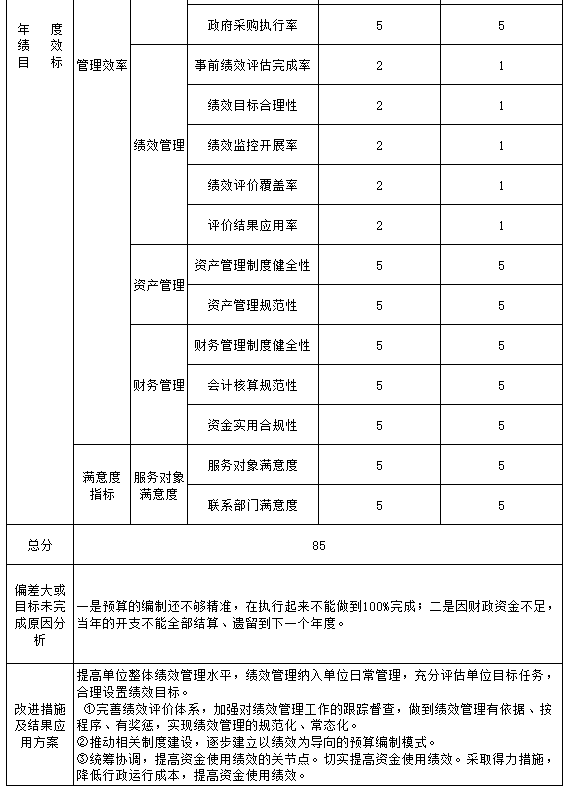 政府采购执行率 5 5
年 度
绩 效
目 标
管理效率
事前绩效评估完成率 2 1
绩效目标合理性 2 1
绩效管理
绩效监控开展率 2 1
绩效评价覆盖率 2 1
评价结果应用率 2 1
资产管理
资产管理制度健全性 5 5
资产管理规范性 5 5
财务管理
财务管理制度健全性 5 5
会计核算规范性 5 5
资金实用合规性 5 5
满意度
指标
服务对象
满意度
服务对象满意度 5 5
联系部门满意度 5 5
总分 85
偏差大或
目标未完
成原因分
析
一是预算的编制还不够精准，在执行起来不能做到100%完成；二是因财政资金不足，
当年的开支不能全部结算、遗留到下一个年度。
改进措施
及结果应
用方案
提高单位整体绩效管理水平，绩效管理纳入单位日常管理，充分评估单位目标任务，
合理设置绩效目标。
①完善绩效评价体系，加强对绩效管理工作的跟踪督查，做到绩效管理有依据、按
程序、有奖惩，实现绩效管理的规范化、常态化。
②推动相关制度建设，逐步建立以绩效为导向的预算编制模式。
③统筹协调，提高资金使用绩效的关节点。切实提高资金使用绩效。采取得力措施，
降低行政运行成本，提高资金使用绩效。